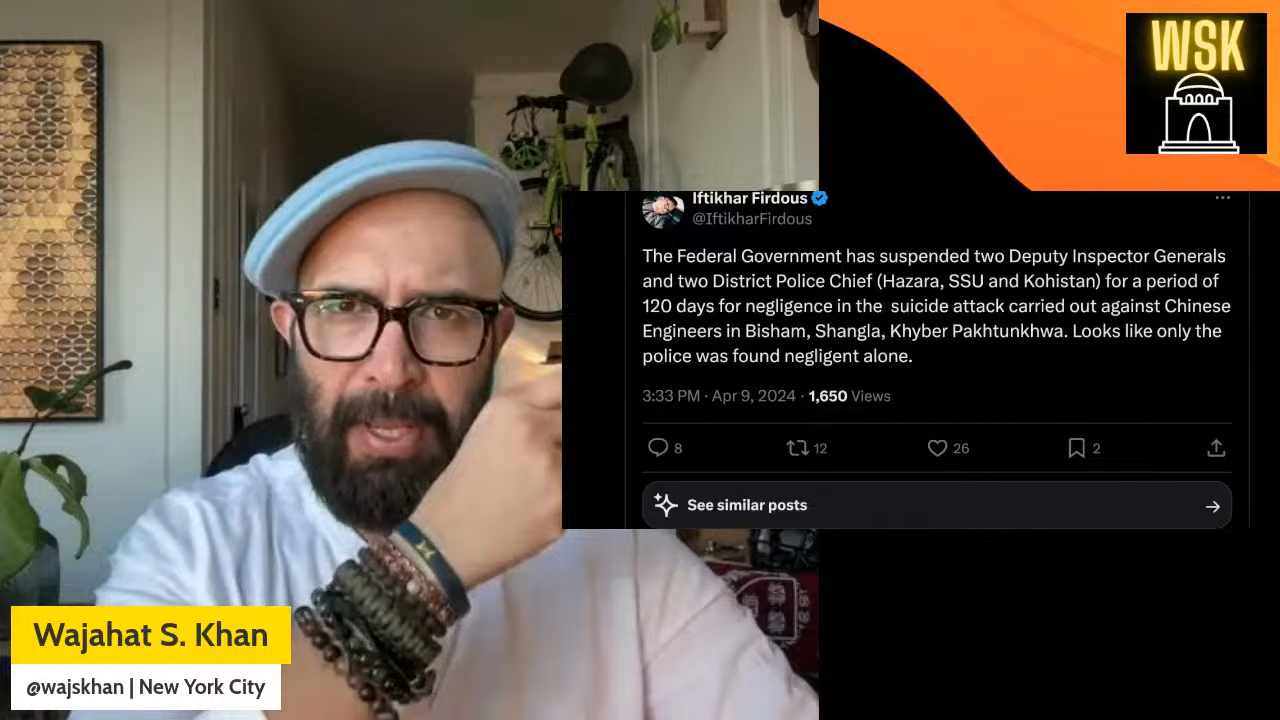 WSK
Iftikhar Firdous
@IftikharFirdous
The Federal Government has suspended two Deputy Inspector Generals
and two District Police Chief (Hazara, SSU and Kohistan) for a period of
120 days for negligence in the suicide attack carried out against Chinese
Engineers in Bisham, Shangla, Khyber Pakhtunkhwa. Looks like only the
police was found negligent alone.
3:33 PM · Apr 9, 2024 · 1,650 Views
8 12 26 2
See similar posts
Wajahat S. Khan
@wajskhan | New York City